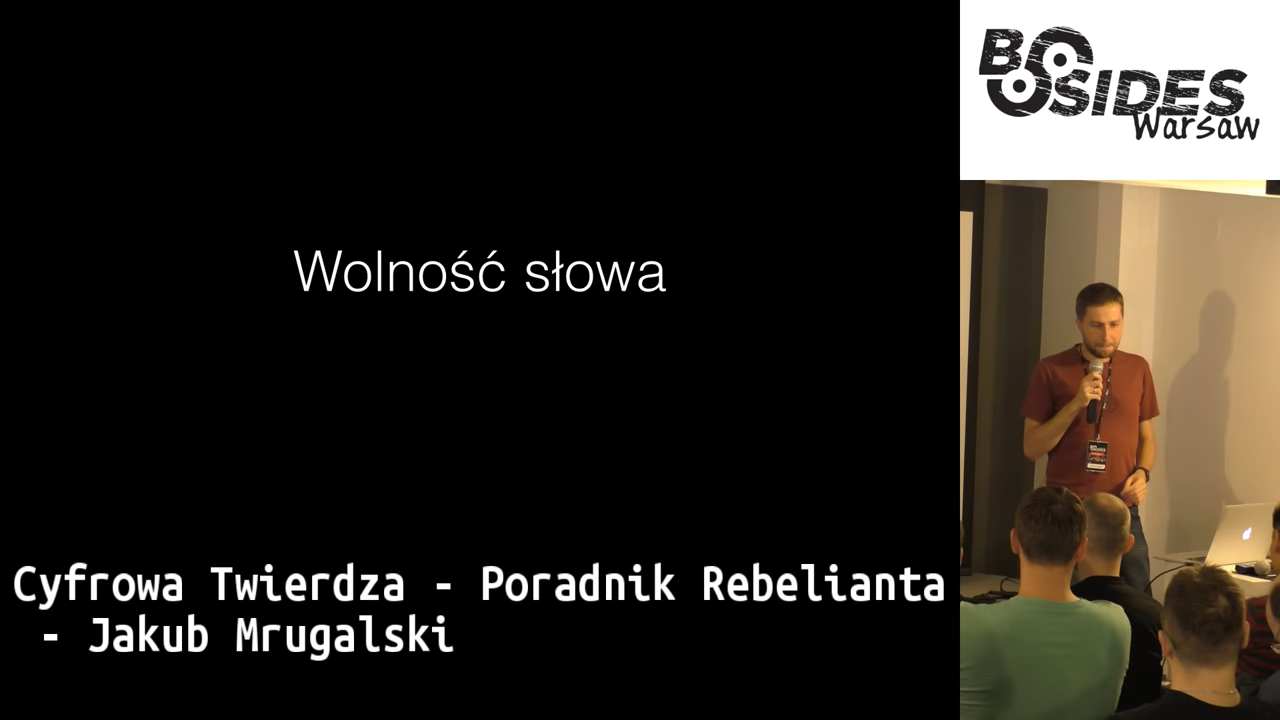 Wolność słowa
Cyfrowa Twierdza - Poradnik Rebelianta
- Jakub Mrugalski
BSIDES
Warsaw